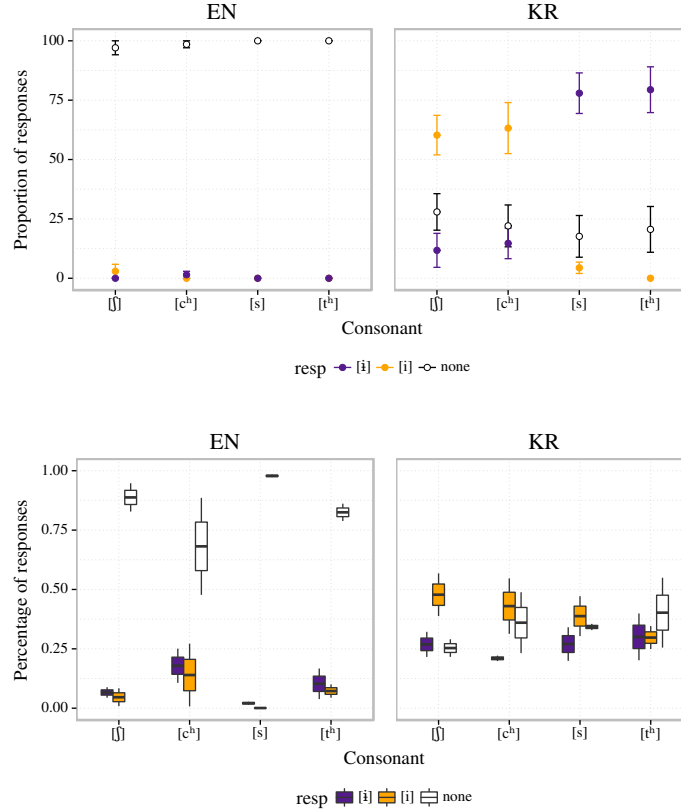 EN KR
Proportion of responses
100
75
50
25
0
[ʃ] [cʰ] [s] [tʰ] [ʃ] [cʰ] [s] [tʰ]
Consonant
resp [ɨ] [i] none
EN KR
Percentage of responses
1.00
0.75
0.50
0.25
0.00
[ʃ] [cʰ] [s] [tʰ] [ʃ] [cʰ] [s] [tʰ]
Consonant
resp [ɨ] [i] none